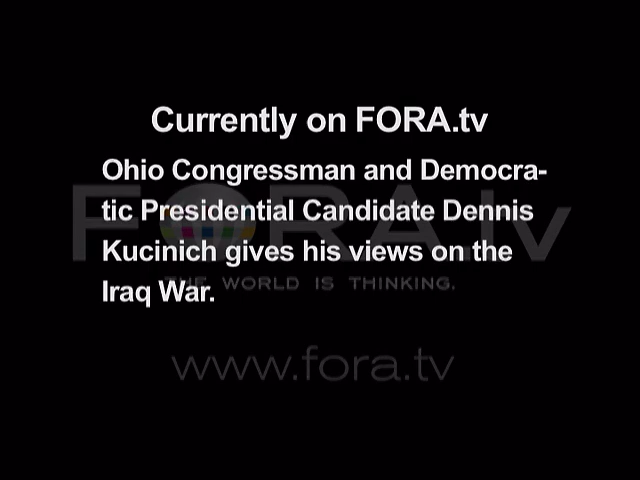 Currently on FORA.tv
Ohio Congressman and Democra-
tic Presidential Candidate Dennis
Kucinich gives his views on the
Iraq War.
FORA.tv
THE WORLD IS THINKING.
www.fora.tv